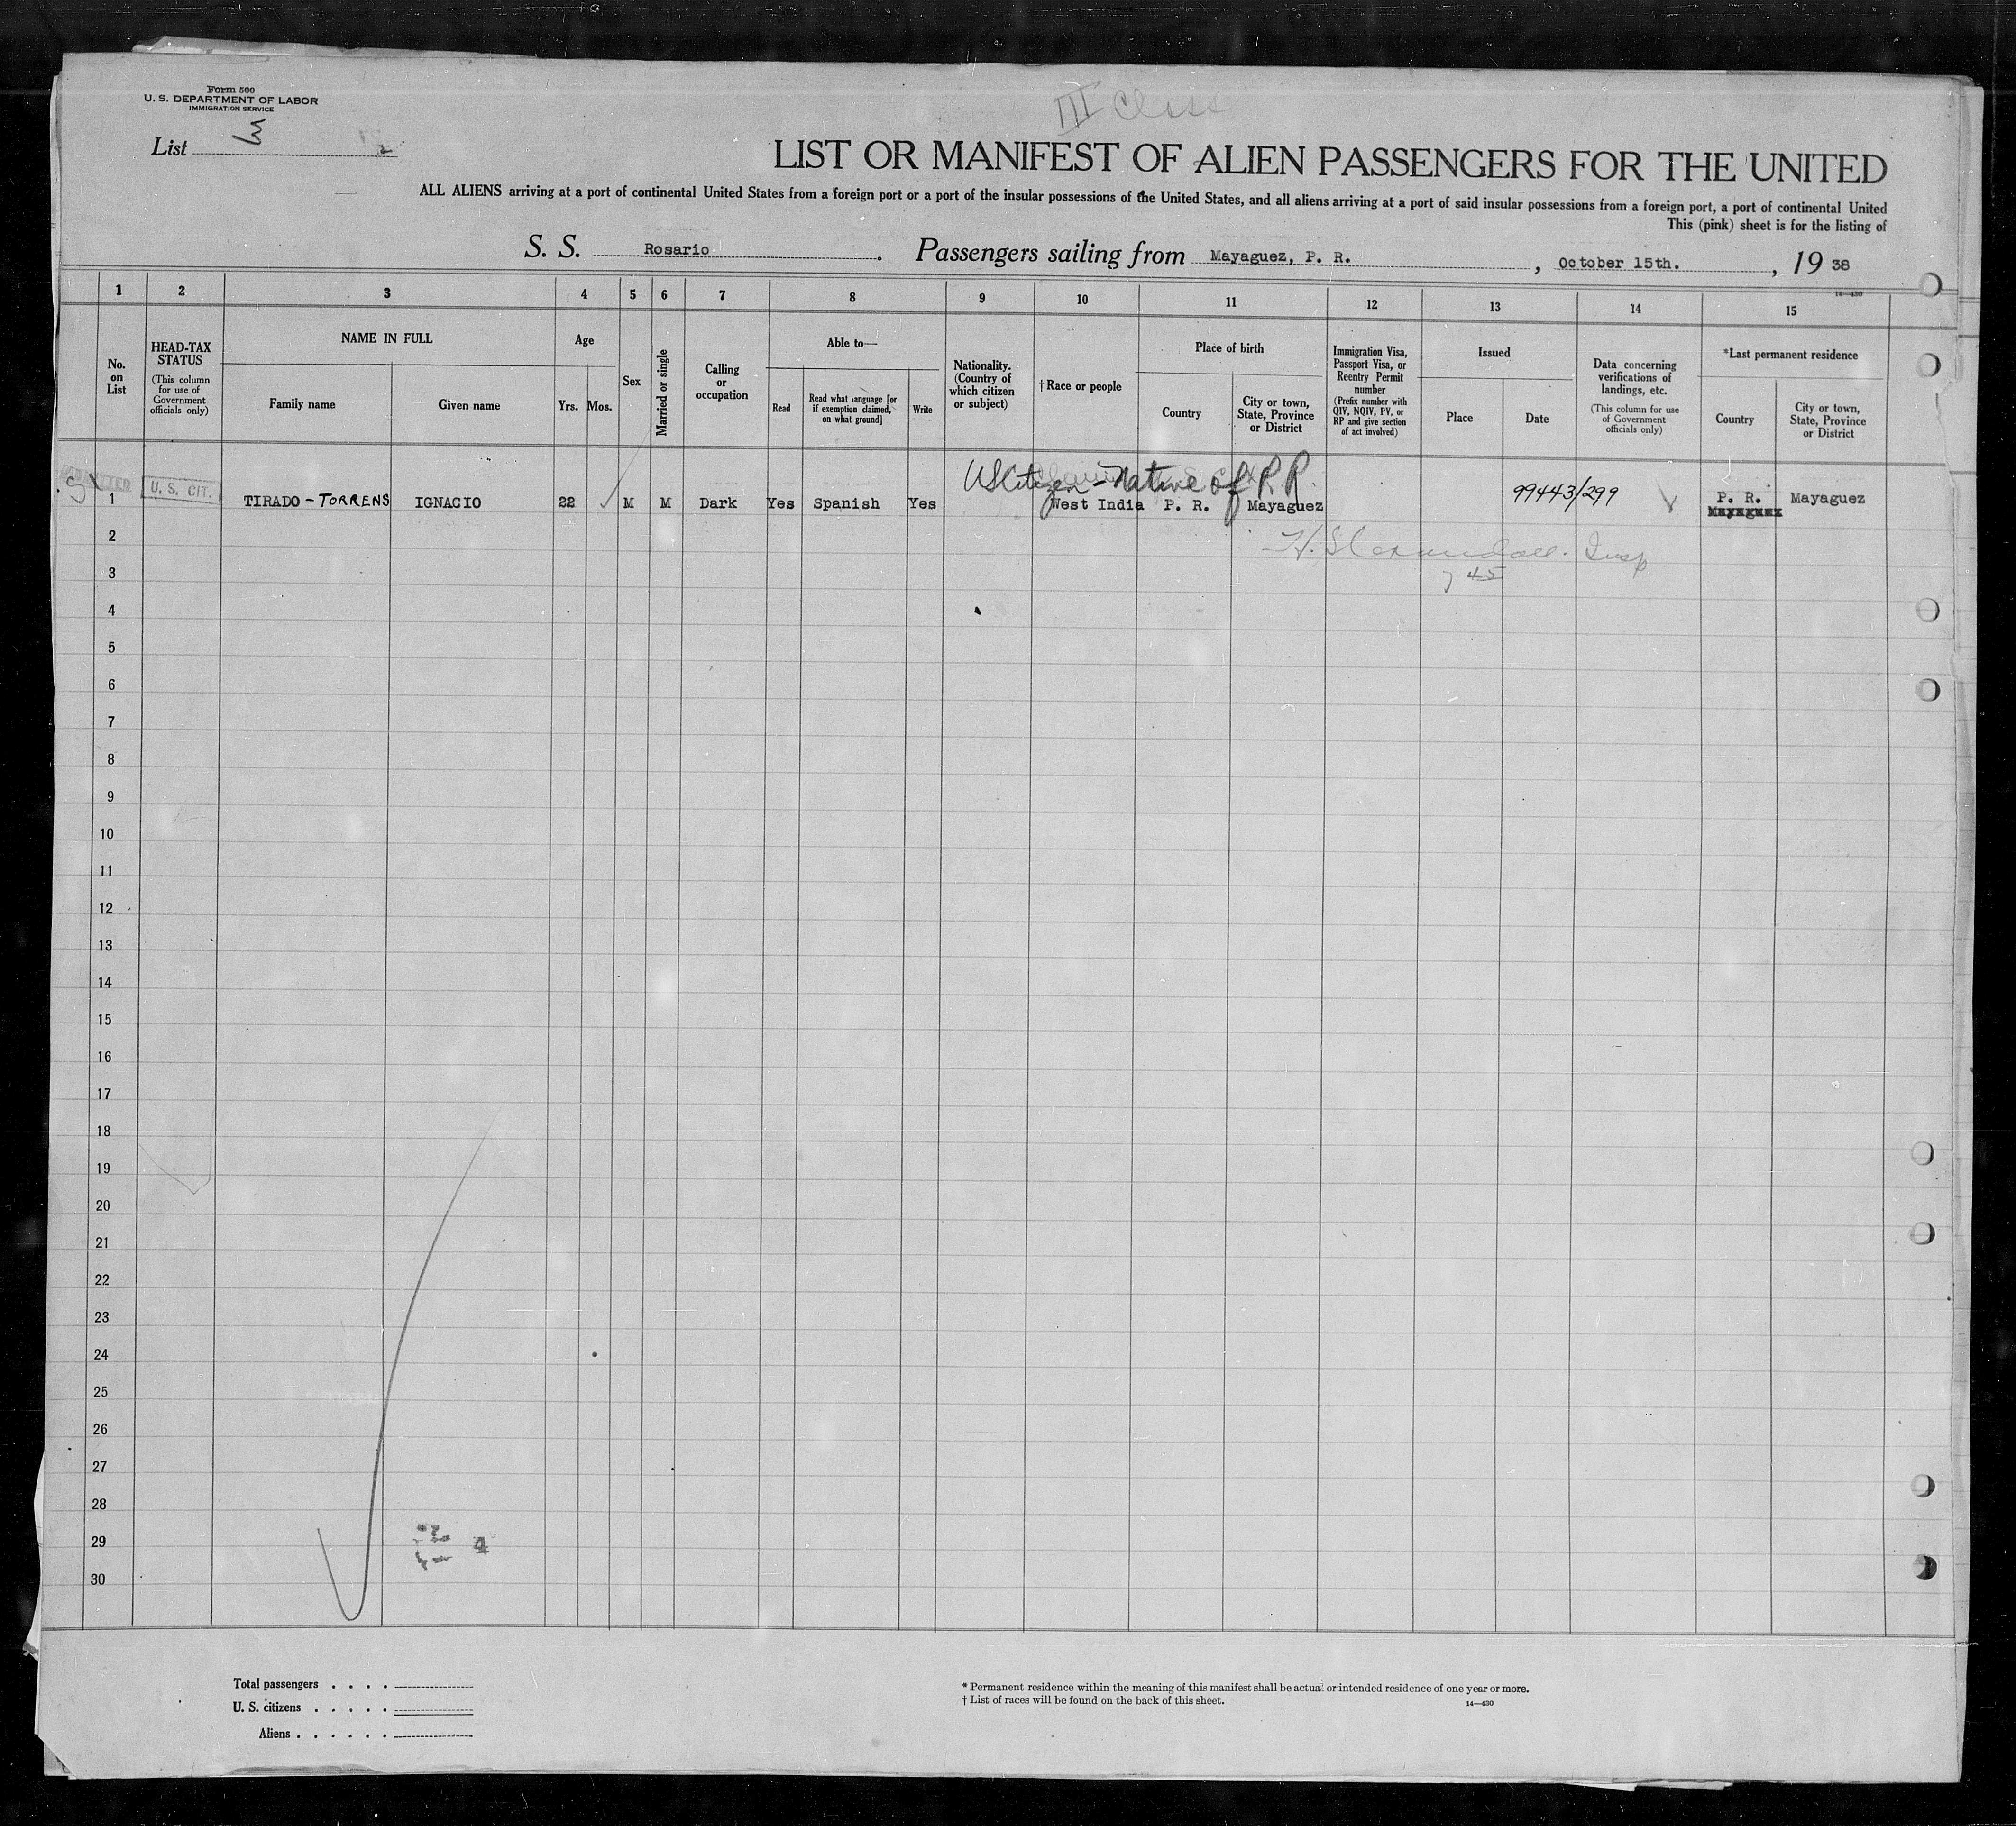 Form 500
U. S. DEPARTMENT OF LABOR
IMMIGRATION SERVICE
III Class
List
LIST OR MANIFEST OF ALIEN PASSENGERS FOR THE UNITED
ALL ALIENS arriving at a port of continental United States from a foreign port or a port of the insular possessions of the United States, and all aliens arriving at a port of said insular possessions from a foreign port, a port of continental United
This (pink) sheet is for the listing of
S. S. Rosario . Passengers sailing from Mayaguez, P. R. , October 15th. , 19 38
14—430
1 2 3 4 5 6 7 8 9 10 11 12 13 14 15
No. on List
HEAD-TAX STATUS
(This column for use of Government officials only)
NAME IN FULL
Family name Given name
Age
Yrs. Mos.
Sex
Married or single
Calling or occupation
Able to—
Read
Read what language [or if exemption claimed, on what ground]
Write
Nationality. (Country of which citizen or subject)
†Race or people
Place of birth
Country
City or town, State, Province or District
Immigration Visa, Passport Visa, or Reentry Permit number
(Prefix number with QIV, NQIV, PV, or RP and give section of act involved)
Issued
Place Date
Data concerning verifications of landings, etc.
(This column for use of Government officials only)
*Last permanent residence
Country
City or town, State, Province or District
US Citizen - Native of P R
1 U. S. CIT. TIRADO - TORRENS IGNACIO 22 M M Dark Yes Spanish Yes West India P. R. Mayaguez 99443/299 P. R. Mayaguez
Insp
2
3 45
4
5
6
7
8
9
10
11
12
13
14
15
16
17
18
19
20
21
22
23
24
25
26
27
28
29
30
Total passengers . . . .
U. S. citizens . . . . .
Aliens . . . . . .
* Permanent residence within the meaning of this manifest shall be actual or intended residence of one year or more.
† List of races will be found on the back of this sheet.
14—430